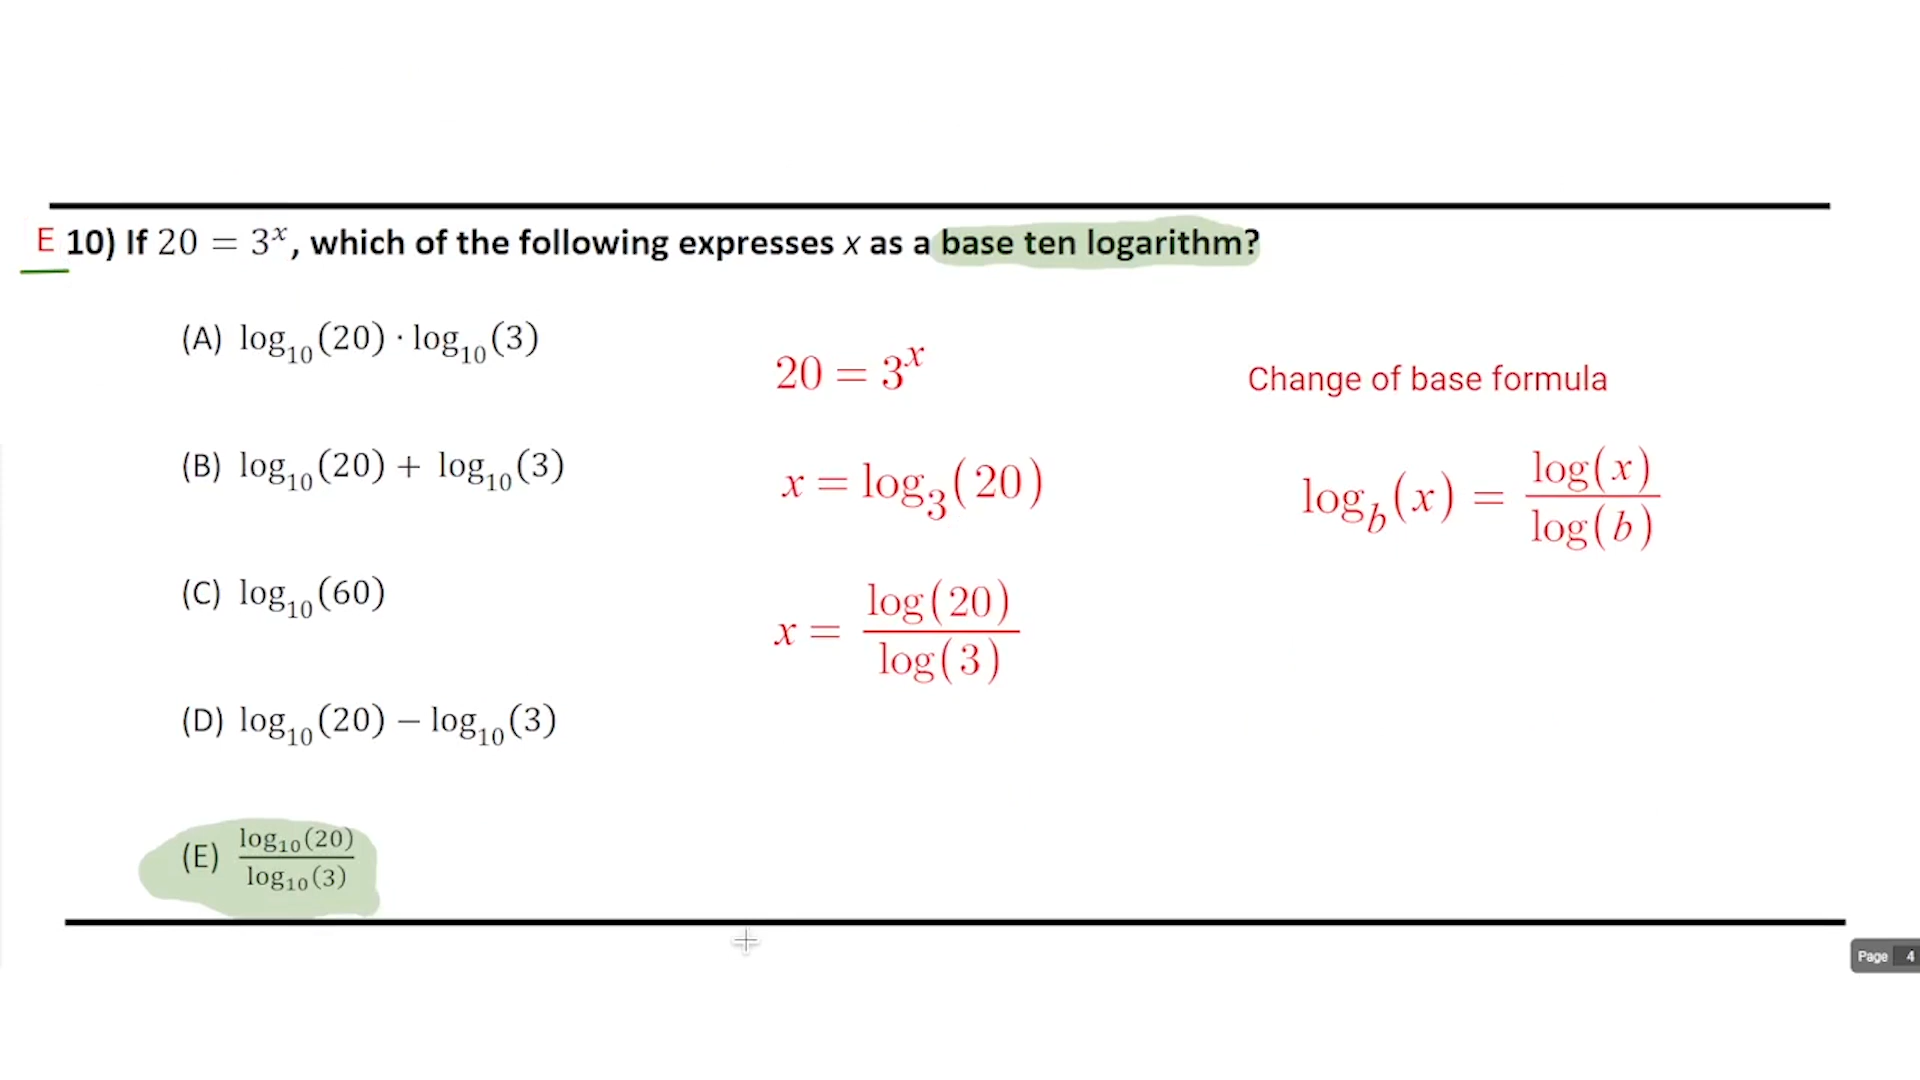 E 10) If 20 = 3ˣ, which of the following expresses x as a base ten logarithm?
(A) log₁₀(20) · log₁₀(3)
(B) log₁₀(20) + log₁₀(3)
(C) log₁₀(60)
(D) log₁₀(20) − log₁₀(3)
(E) log₁₀(20) / log₁₀(3)
20 = 3ˣ
x = log₃(20)
x = log(20) / log(3)
Change of base formula
log_b(x) = log(x) / log(b)
Page 4